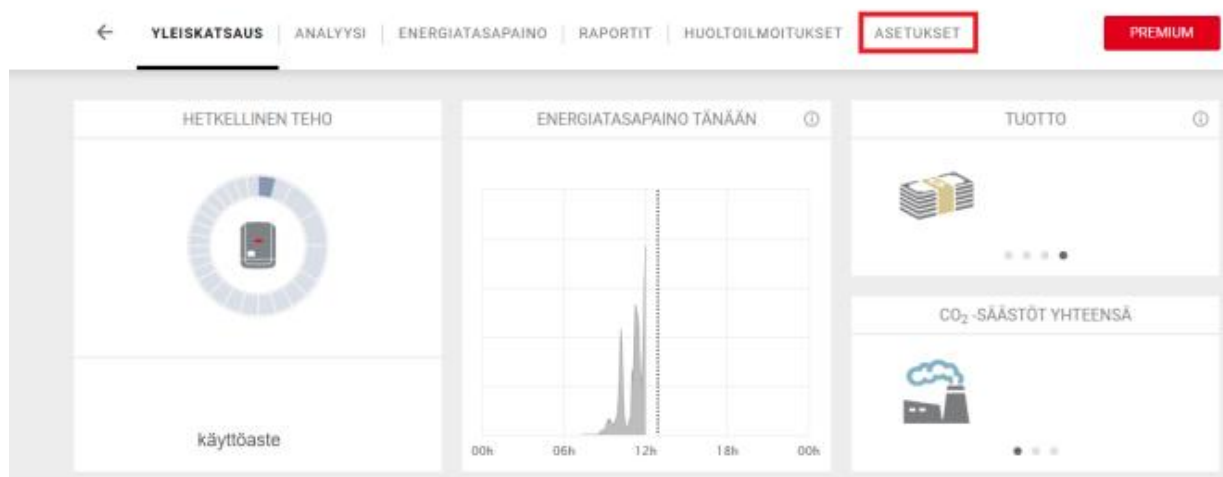 YLEISKATSAUS ANALYYSI ENERGIATASAPAINO RAPORTIT HUOLTOILMOITUKSET ASETUKSET PREMIUM
HETKELLINEN TEHO
käyttöaste
ENERGIATASAPAINO TÄNÄÄN
00h 06h 12h 18h 00h
TUOTTO
CO₂ -SÄÄSTÖT YHTEENSÄ